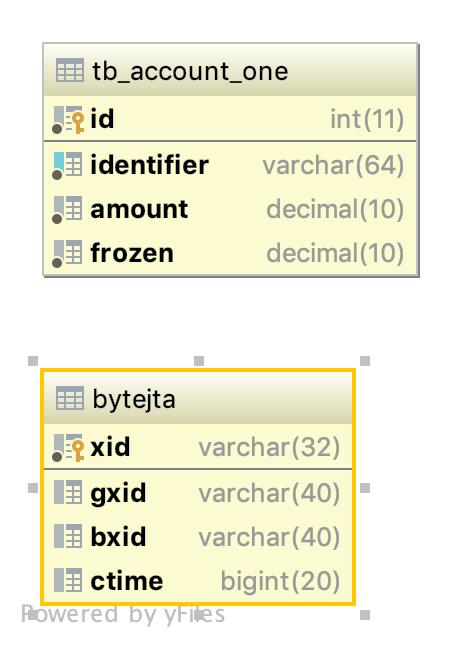 tb_account_one
id int(11)
identifier varchar(64)
amount decimal(10)
frozen decimal(10)
bytejta
xid varchar(32)
gxid varchar(40)
bxid varchar(40)
ctime bigint(20)
Powered by yFiles